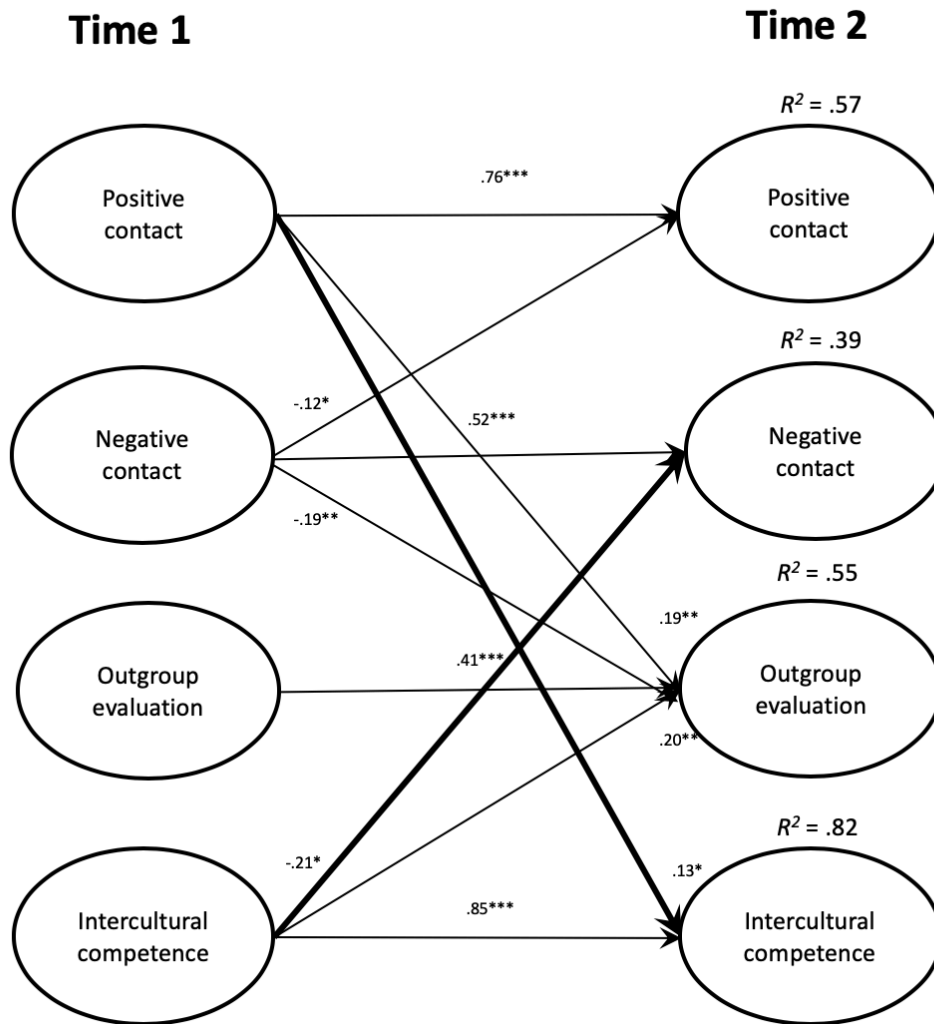 Time 1
Time 2
R² = .57
Positive
contact
.76***
Positive
contact
R² = .39
Negative
contact
-.12*
.52***
Negative
contact
-.19**
R² = .55
Outgroup
evaluation
.41***
.19**
Outgroup
evaluation
.20**
R² = .82
Intercultural
competence
-.21*
.85***
.13*
Intercultural
competence